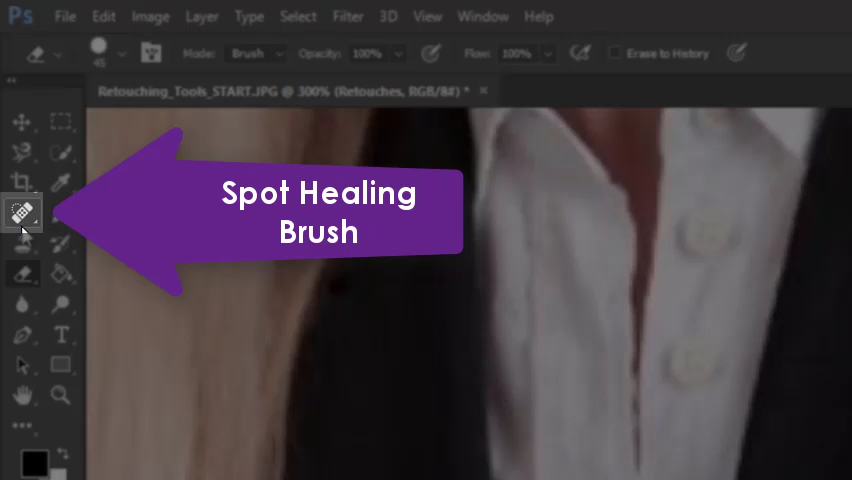 Ps File Edit Image Layer Type Select Filter 3D View Window Help
45 Mode: Brush Opacity: 100% Flow: 100% Erase to History
Retouching_Tools_START.JPG @ 300% (Retouches, RGB/8#) * ×
Spot Healing
Brush
T